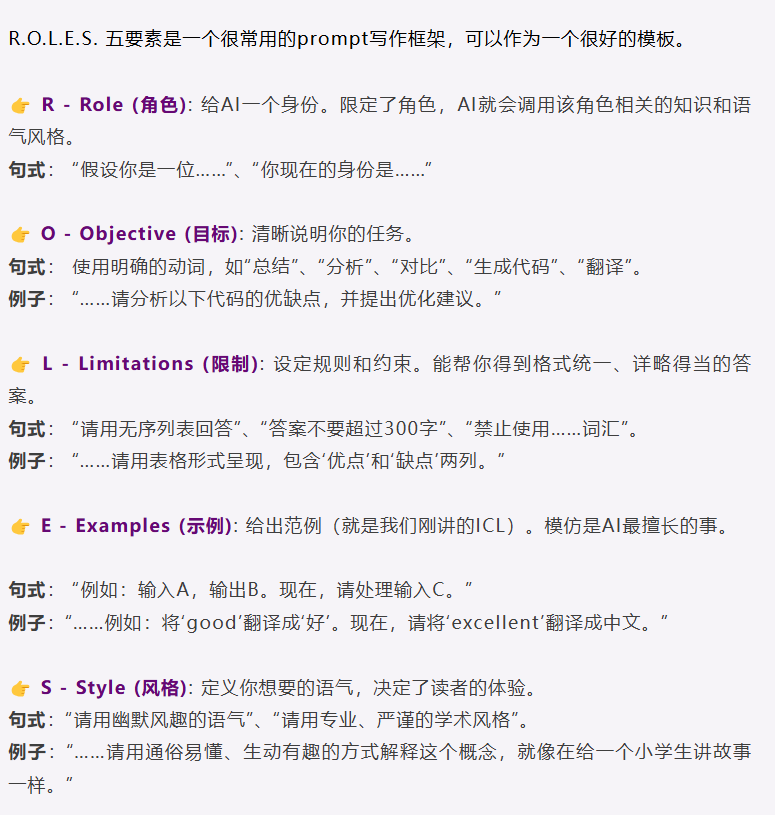 R.O.L.E.S. 五要素是一个很常用的prompt写作框架，可以作为一个很好的模板。
👉 R - Role (角色)：给AI一个身份。限定了角色，AI就会调用该角色相关的知识和语
气风格。
句式：“假设你是一位……”、“你现在的身份是……”
👉 O - Objective (目标)：清晰说明你的任务。
句式： 使用明确的动词，如“总结”、“分析”、“对比”、“生成代码”、“翻译”。
例子：“……请分析以下代码的优缺点，并提出优化建议。”
👉 L - Limitations (限制)：设定规则和约束。能帮你得到格式统一、详略得当的答
案。
句式：“请用无序列表回答”、“答案不要超过300字”、“禁止使用……词汇”。
例子：“……请用表格形式呈现，包含‘优点’和‘缺点’两列。”
👉 E - Examples (示例)：给出范例（就是我们刚讲的ICL）。模仿是AI最擅长的事。
句式：“例如：输入A，输出B。现在，请处理输入C。”
例子：“……例如：将‘good’翻译成‘好’。现在，请将‘excellent’翻译成中文。”
👉 S - Style (风格)：定义你想要的语气，决定了读者的体验。
句式：“请用幽默风趣的语气”、“请用专业、严谨的学术风格”。
例子：“……请用通俗易懂、生动有趣的方式解释这个概念，就像在给一个小学生讲故事
一样。”